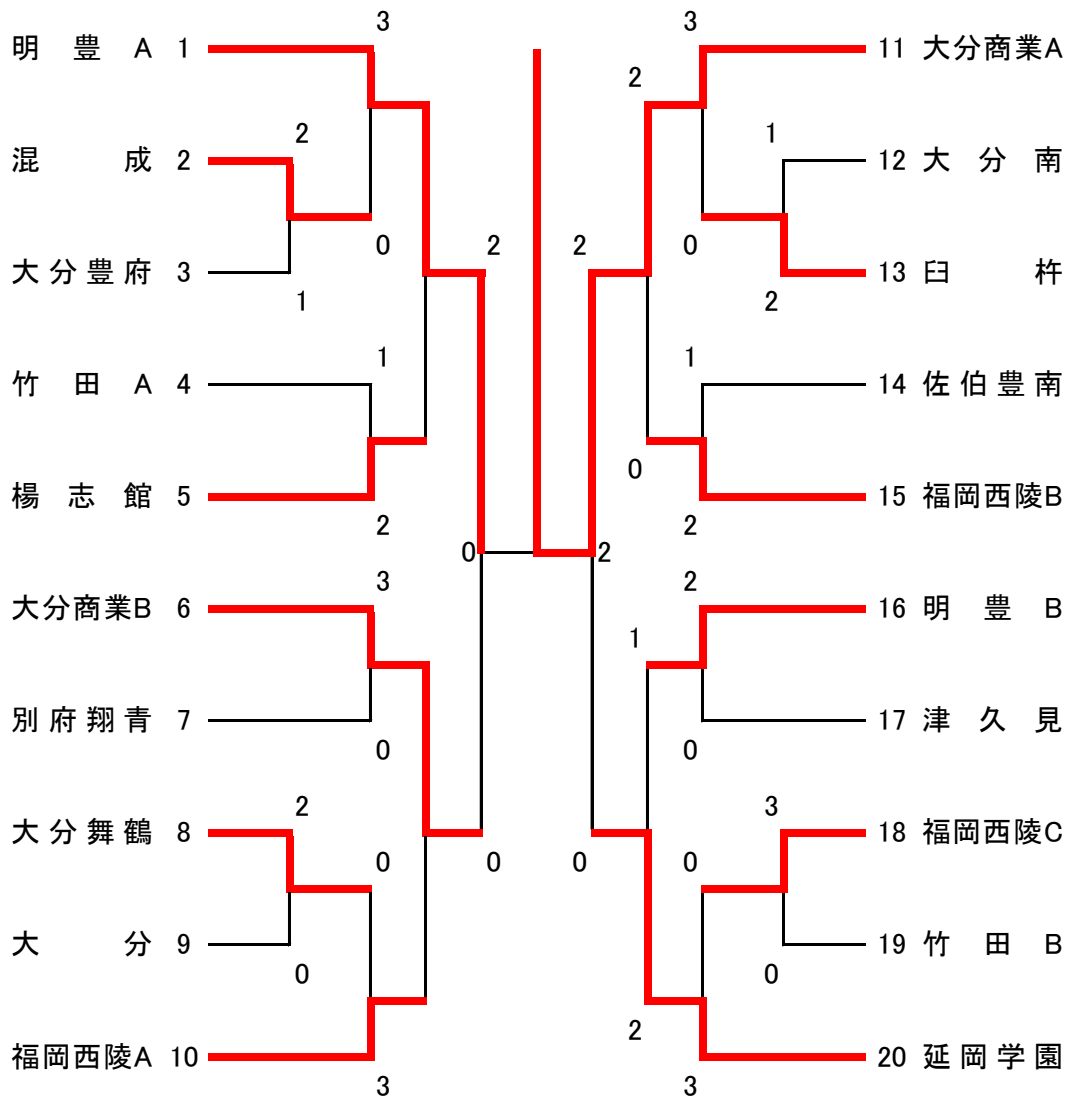 3
3
明 豊 A 1
11 大分商業A
2
2
1
混 成 2
12 大 分 南
0
2
2
0
大分豊府 3
13 臼 杵
1
2
1
1
竹 田 A 4
14 佐伯豊南
0
楊 志 館 5
15 福岡西陵B
2
2
0
2
3
2
大分商業B 6
16 明 豊 B
1
別府翔青 7
17 津 久 見
0
0
2
3
大分舞鶴 8
18 福岡西陵C
0
0
0
0
大 分 9
19 竹 田 B
0
0
2
福岡西陵A 10
20 延岡学園
3
3